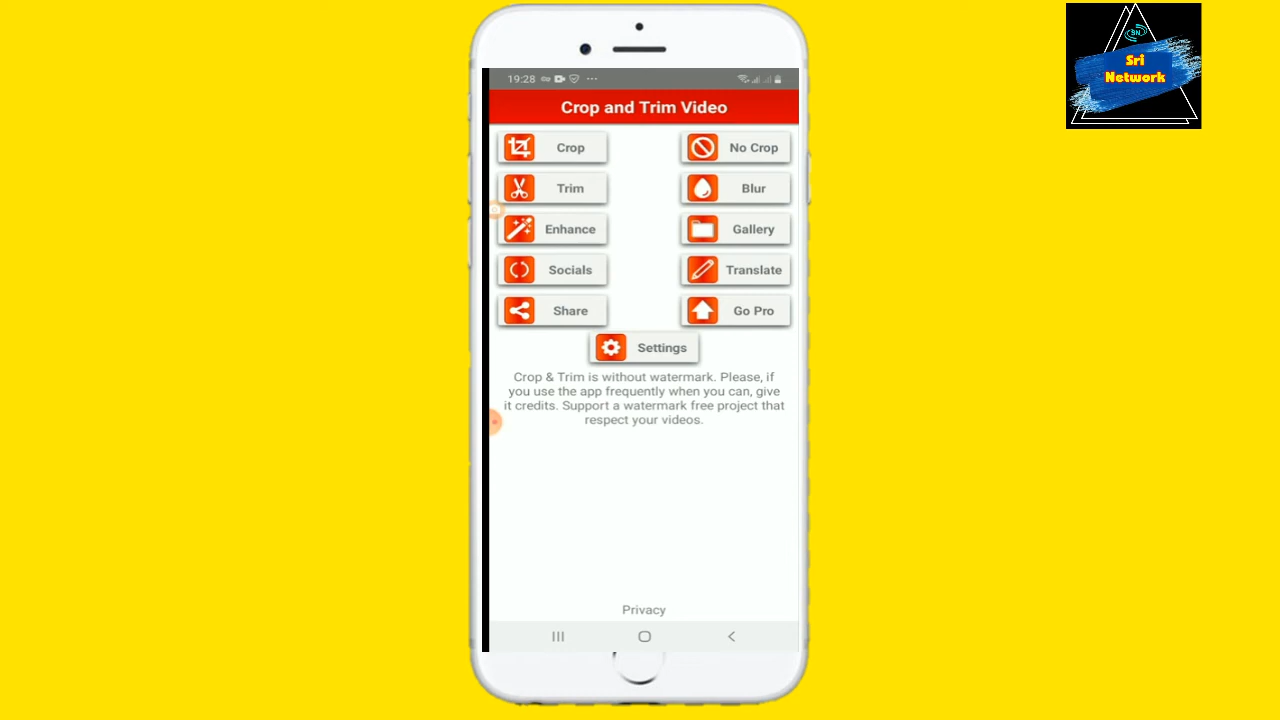 Sri
Network
SN
19:28
Crop and Trim Video
Crop
No Crop
Trim
Blur
Enhance
Gallery
Socials
Translate
Share
Go Pro
Settings
Crop & Trim is without watermark. Please, if
you use the app frequently when you can, give
it credits. Support a watermark free project that
respect your videos.
Privacy